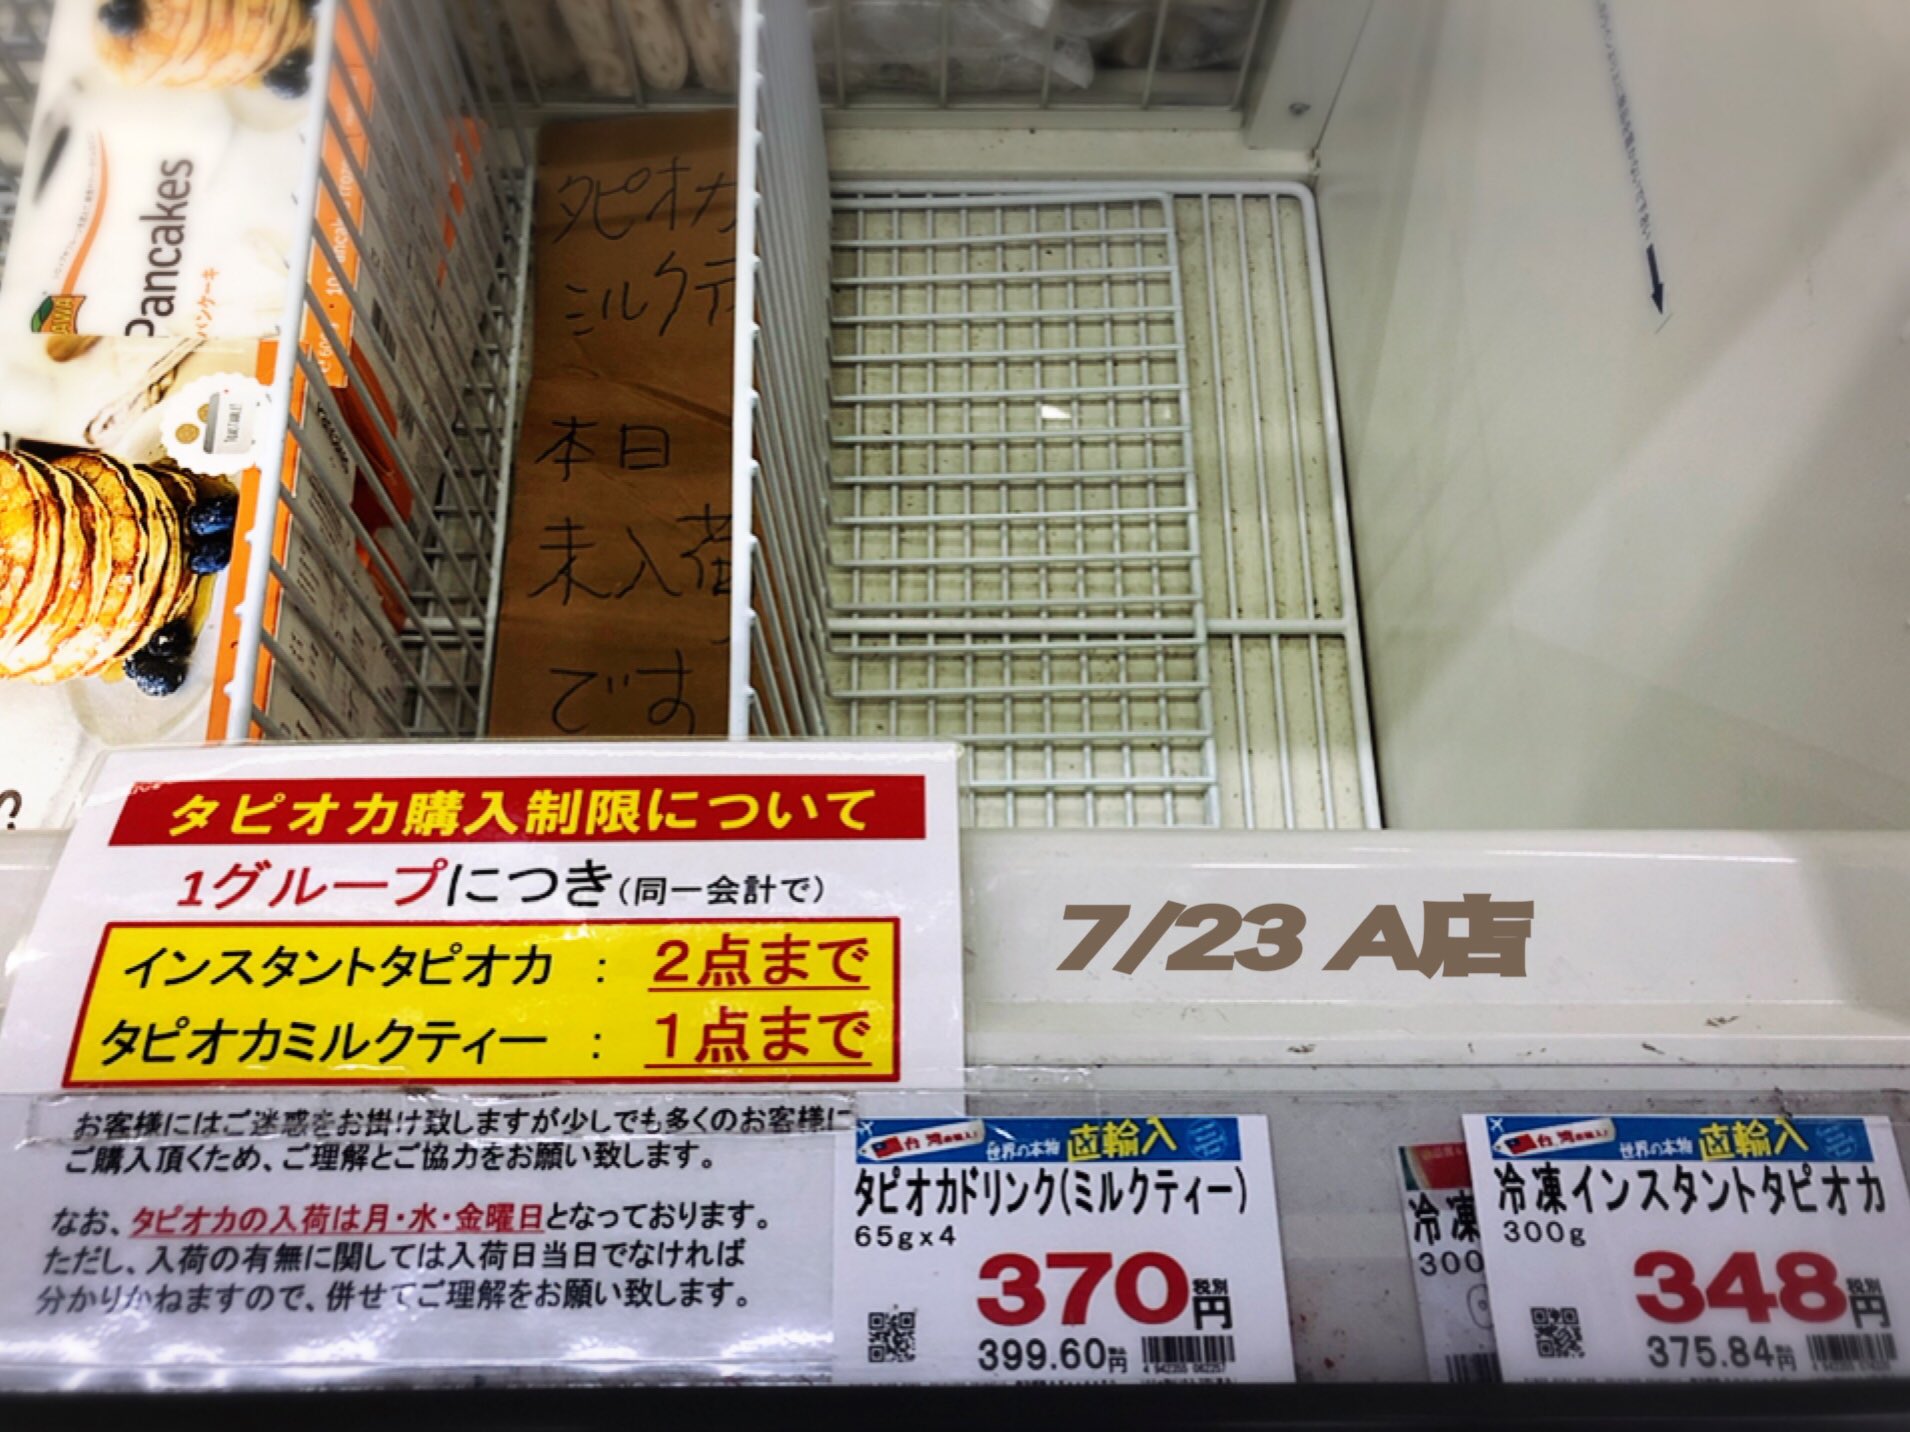 Pancakes
パンケーキ
タピオカ
ミルクテ
本日
未入荷
です
タピオカ購入制限について
1グループにつき(同一会計で)
インスタントタピオカ : 2点まで
タピオカミルクティー : 1点まで
お客様にはご迷惑をお掛け致しますが少しでも多くのお客様に
ご購入頂くため、ご理解とご協力をお願い致します。
なお、タピオカの入荷は月・水・金曜日となっております。
ただし、入荷の有無に関しては入荷日当日でなければ
分かりかねますので、併せてご理解をお願い致します。
7/23 A店
台湾 世界の本物 直輸入
タピオカドリンク(ミルクティー)
65g×4
370 税別 円
399.60円
冷凍
300
台湾 世界の本物 直輸入
冷凍インスタントタピオカ
300g
348 税別 円
375.84円